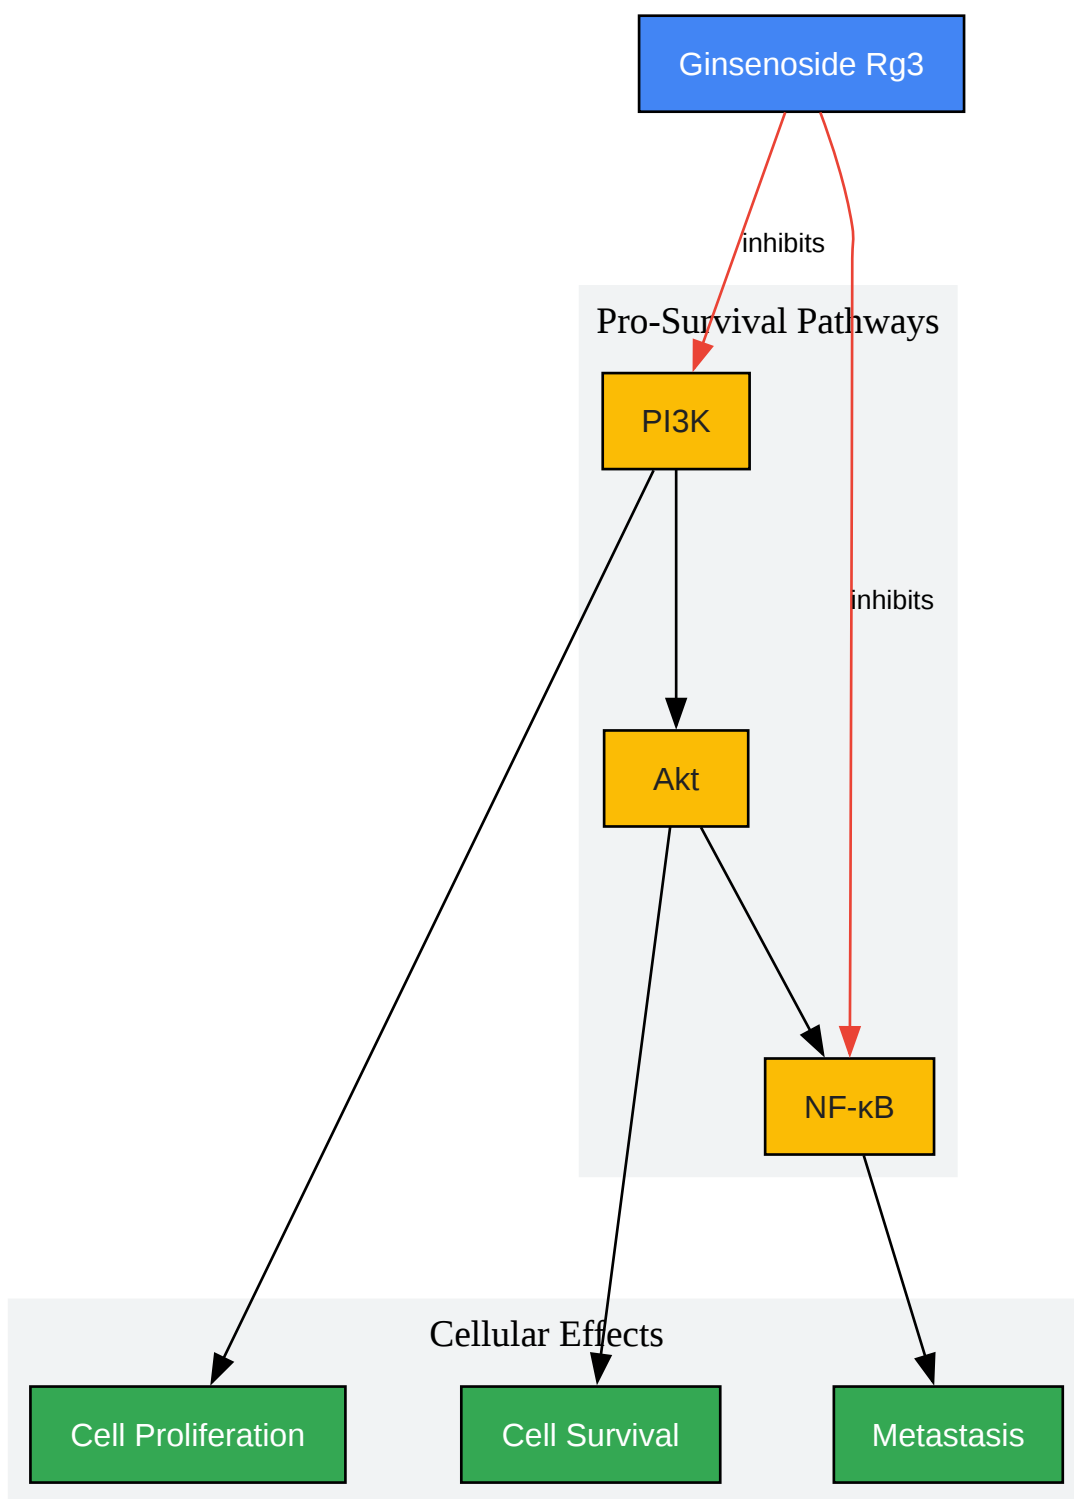 Ginsenoside Rg3
inhibits
Pro-Survival Pathways
PI3K
inhibits
Akt
NF-κB
Cellular Effects
Cell Proliferation
Cell Survival
Metastasis